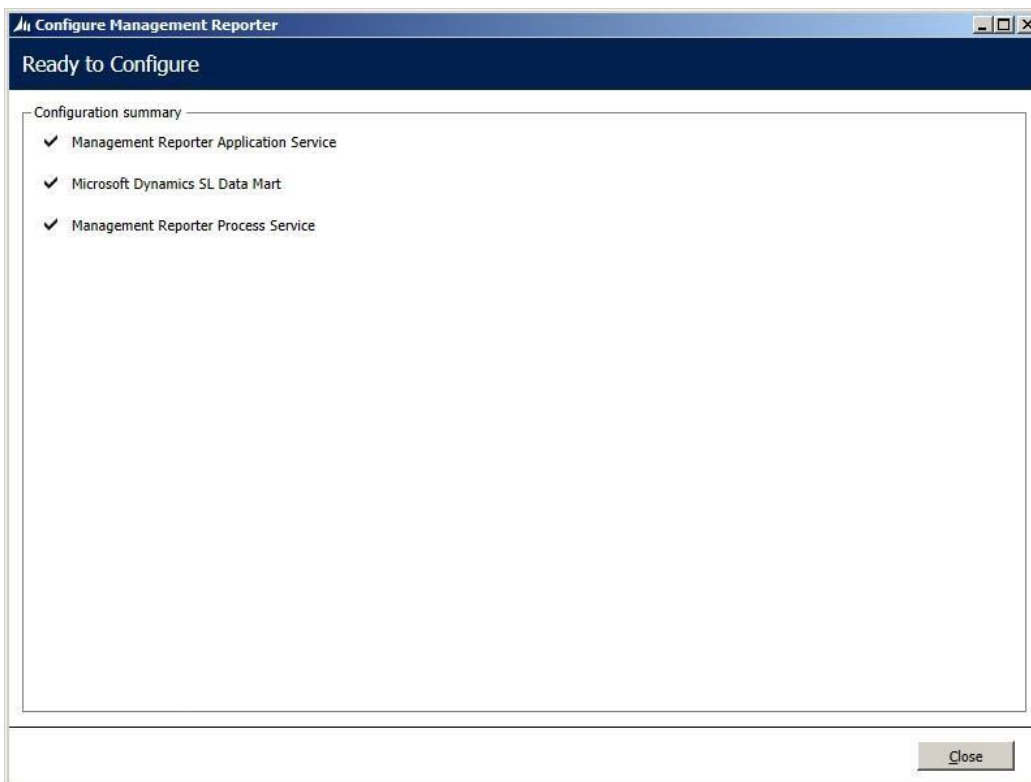 Configure Management Reporter
Ready to Configure
Configuration summary
Management Reporter Application Service
Microsoft Dynamics SL Data Mart
Management Reporter Process Service
Close